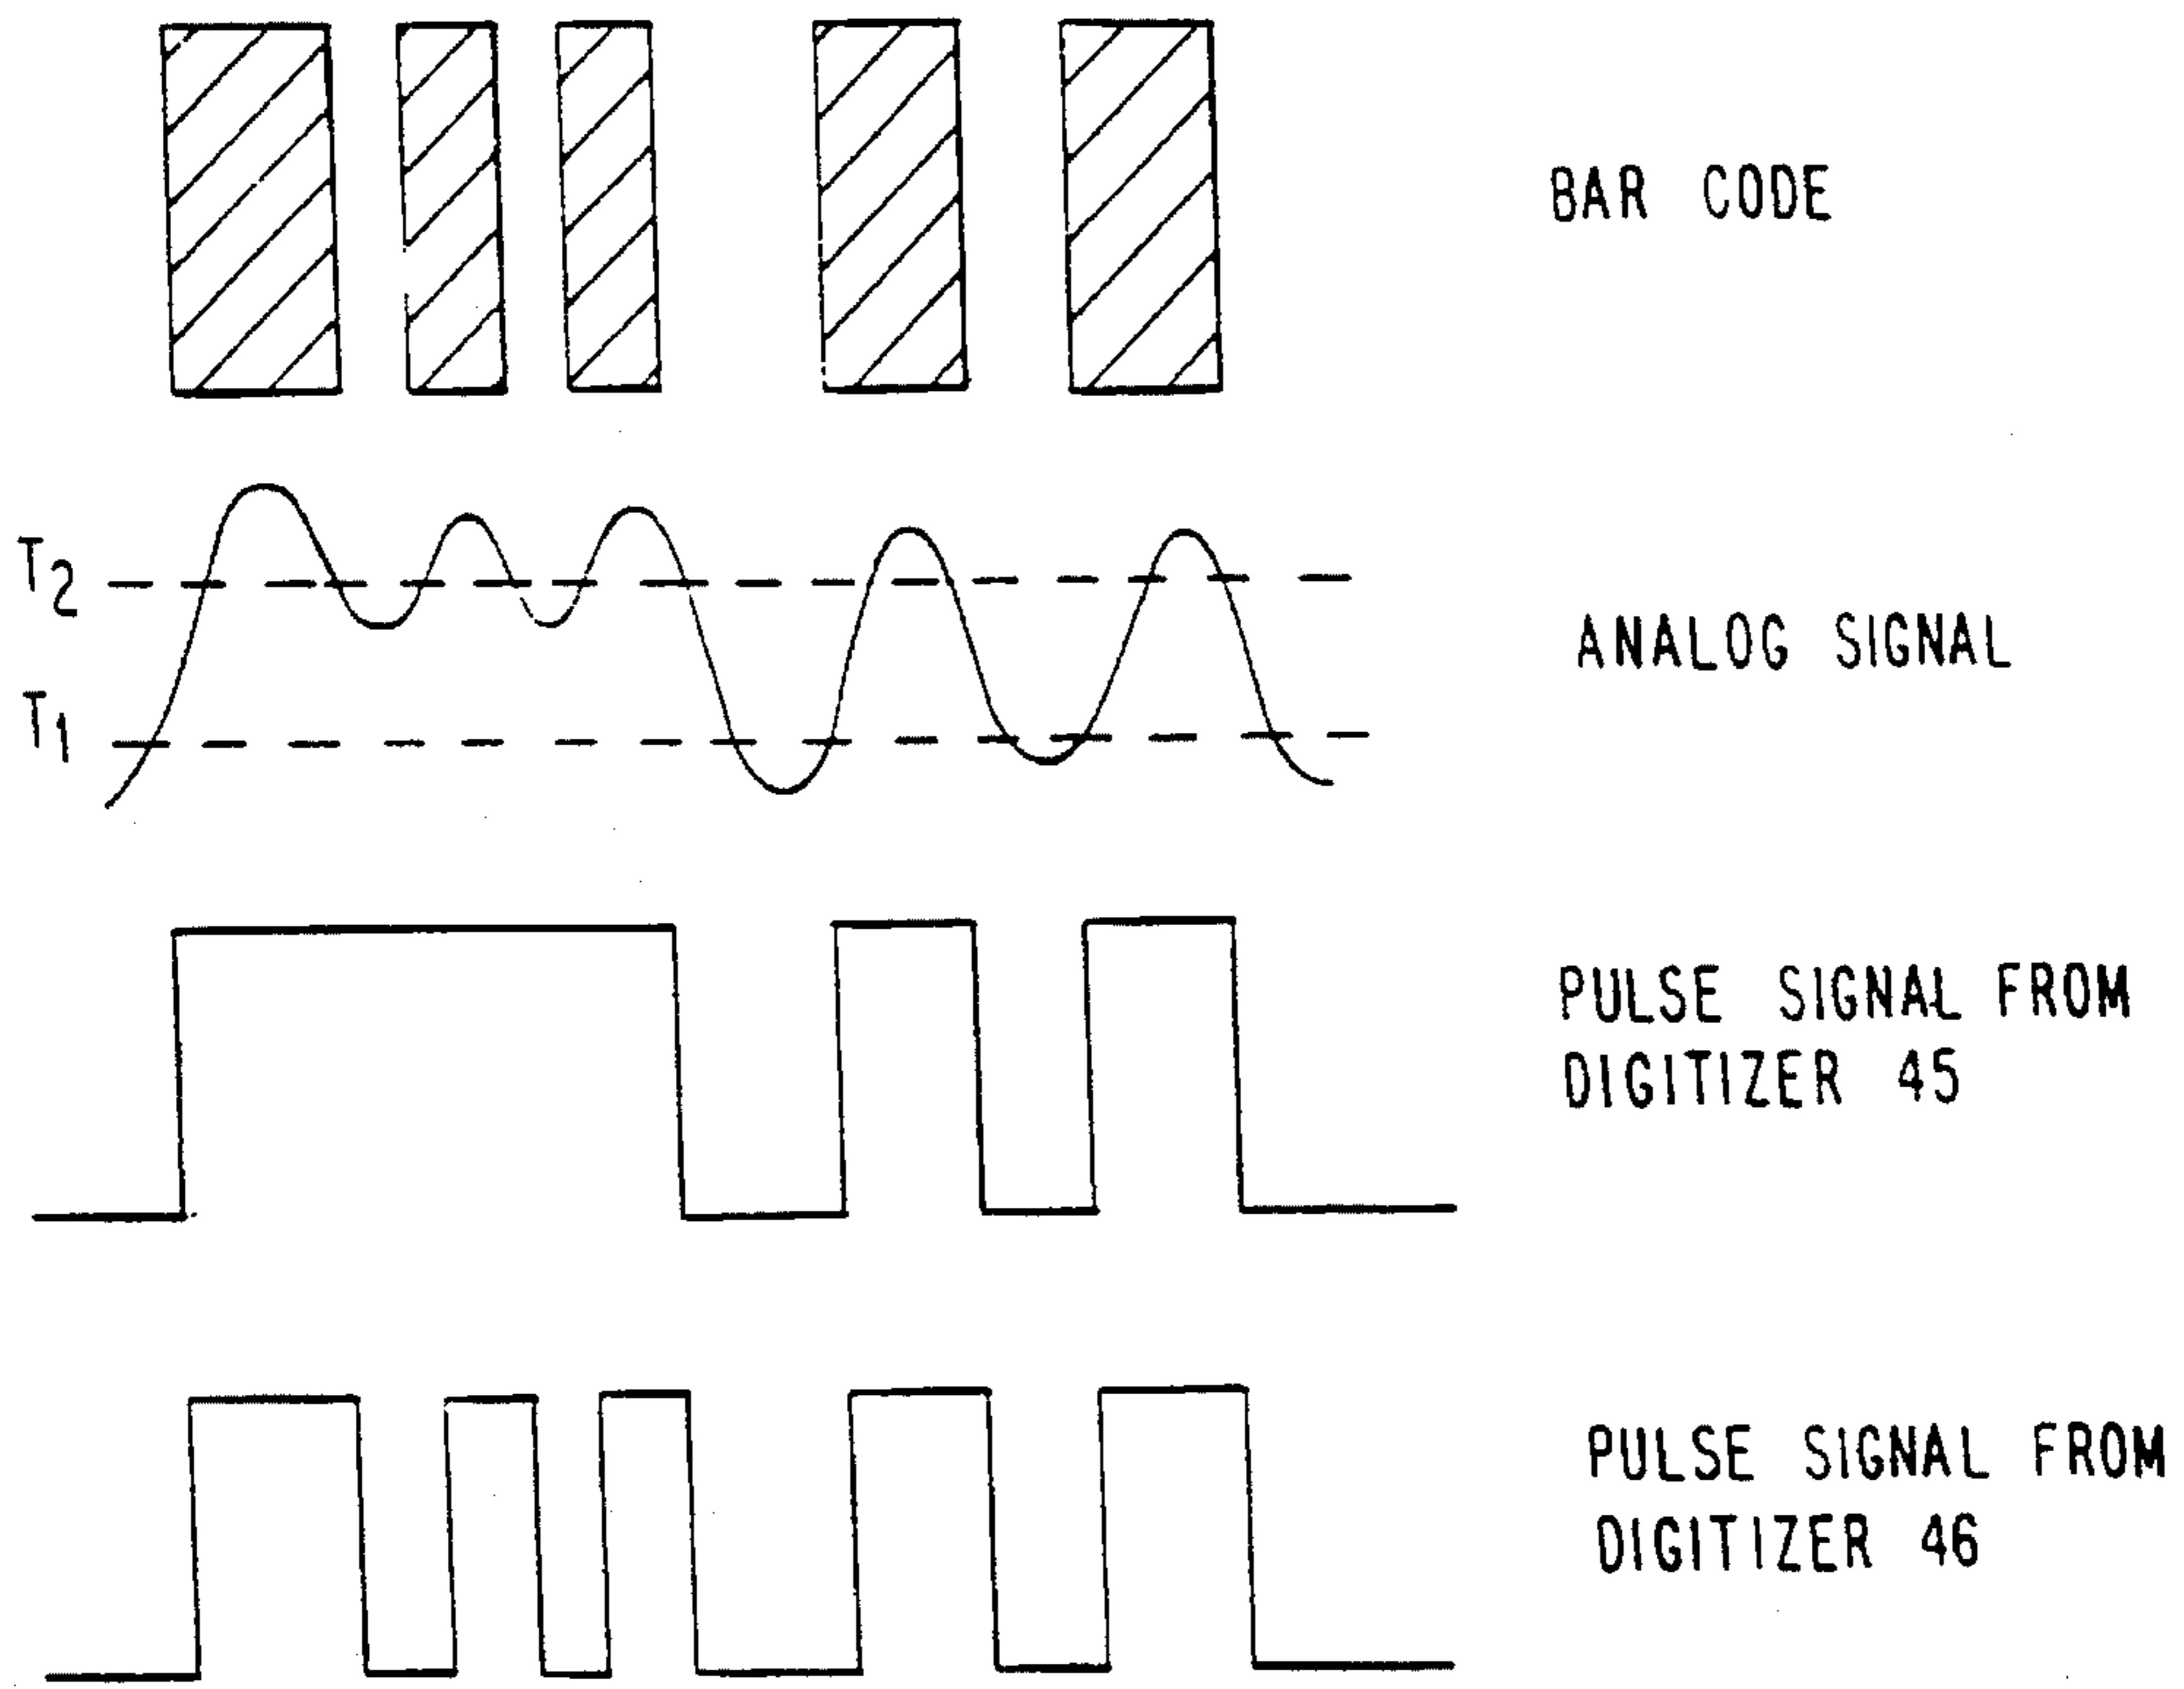 BAR CODE
T2
ANALOG SIGNAL
T1
PULSE SIGNAL FROM
DIGITIZER 45
PULSE SIGNAL FROM
DIGITIZER 46